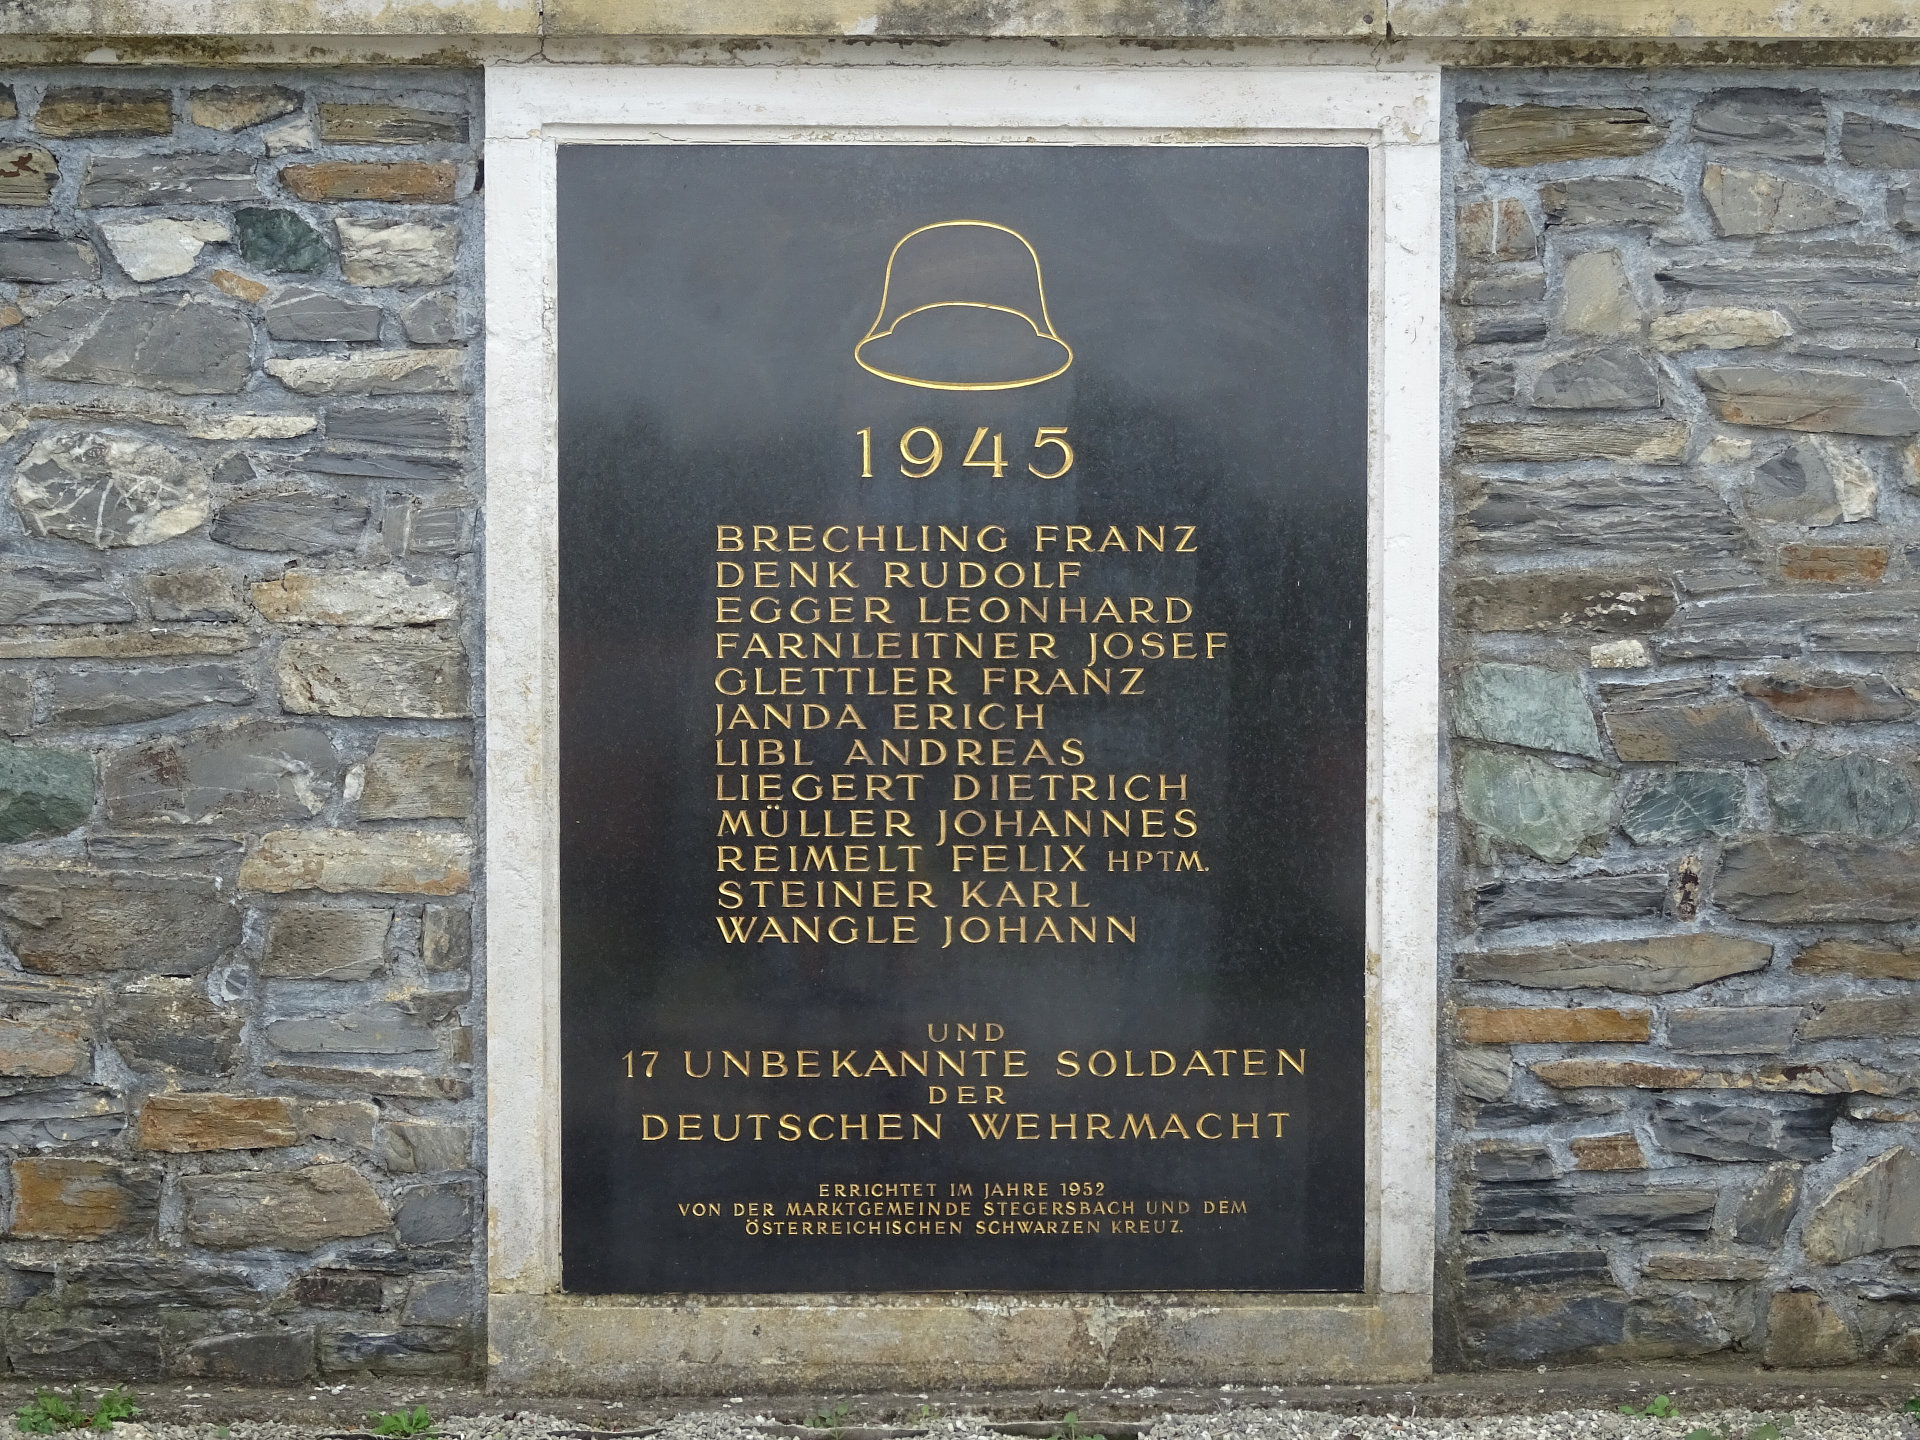 1945
BRECHLING FRANZ
DENK RUDOLF
EGGER LEONHARD
FARNLEITNER JOSEF
GLETTLER FRANZ
JANDA ERICH
LIBL ANDREAS
LIEGERT DIETRICH
MÜLLER JOHANNES
REIMELT FELIX HPTM.
STEINER KARL
WANGLE JOHANN
UND
17 UNBEKANNTE SOLDATEN
DER
DEUTSCHEN WEHRMACHT
ERRICHTET IM JAHRE 1952
VON DER MARKTGEMEINDE STEGERSBACH UND DEM
ÖSTERREICHISCHEN SCHWARZEN KREUZ.